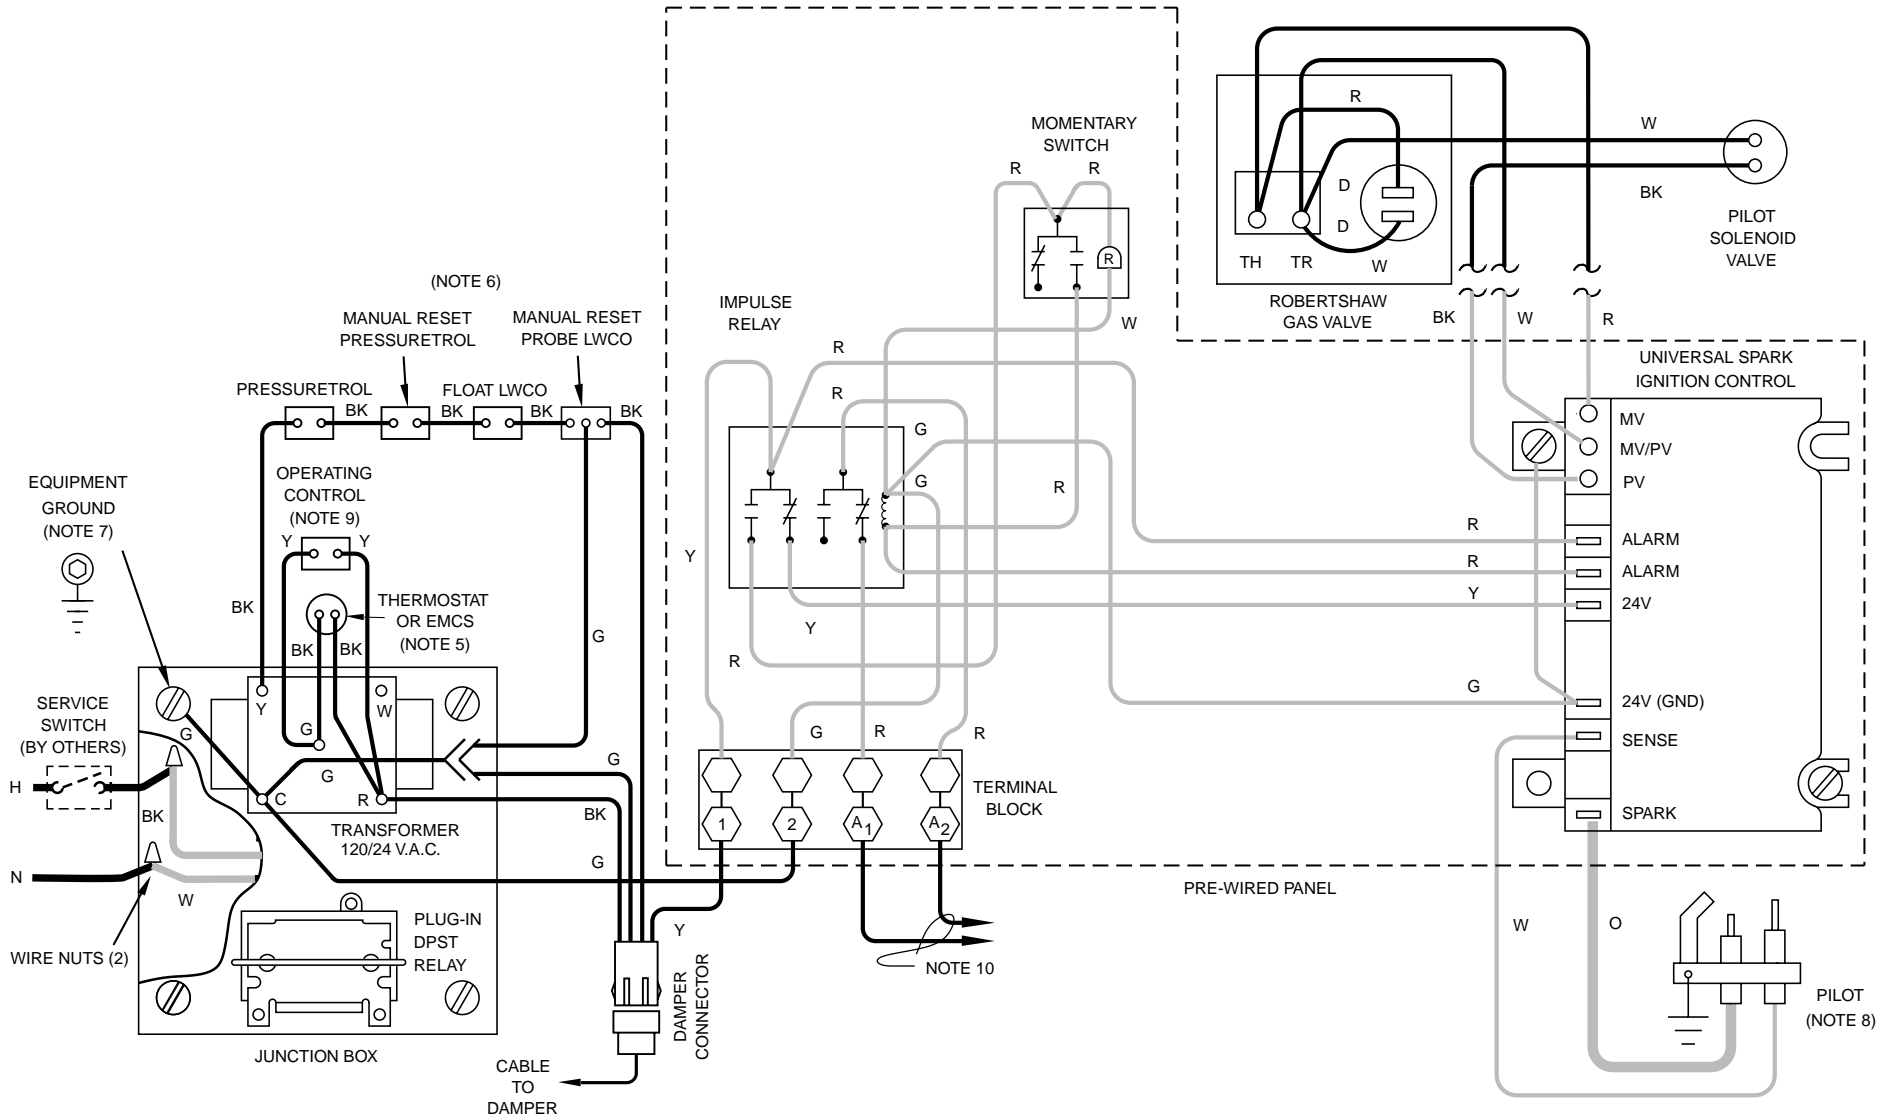 MOMENTARY
SWITCH
R
R
R
W
IMPULSE
RELAY
R
R
G
G
R
Y
Y
R
R
R
Y
G
G
R
R
R
D
D
W
TH
TR
ROBERTSHAW
GAS VALVE
W
BK
PILOT
SOLENOID
VALVE
BK
W
R
UNIVERSAL SPARK
IGNITION CONTROL
MV
MV/PV
PV
ALARM
ALARM
24V
24V (GND)
SENSE
SPARK
(NOTE 6)
MANUAL RESET
PRESSURETROL
MANUAL RESET
PROBE LWCO
PRESSURETROL
FLOAT LWCO
BK
BK
BK
BK
EQUIPMENT
GROUND
(NOTE 7)
OPERATING
CONTROL
(NOTE 9)
Y
Y
BK
THERMOSTAT
OR EMCS
(NOTE 5)
BK
BK
G
SERVICE
SWITCH
(BY OTHERS)
H
N
G
Y
W
G
G
C
R
G
BK
G
TRANSFORMER
120/24 V.A.C.
BK
W
WIRE NUTS (2)
PLUG-IN
DPST
RELAY
JUNCTION BOX
1
2
A1
A2
TERMINAL
BLOCK
PRE-WIRED PANEL
Y
NOTE 10
DAMPER
CONNECTOR
CABLE
TO
DAMPER
W
O
PILOT
(NOTE 8)